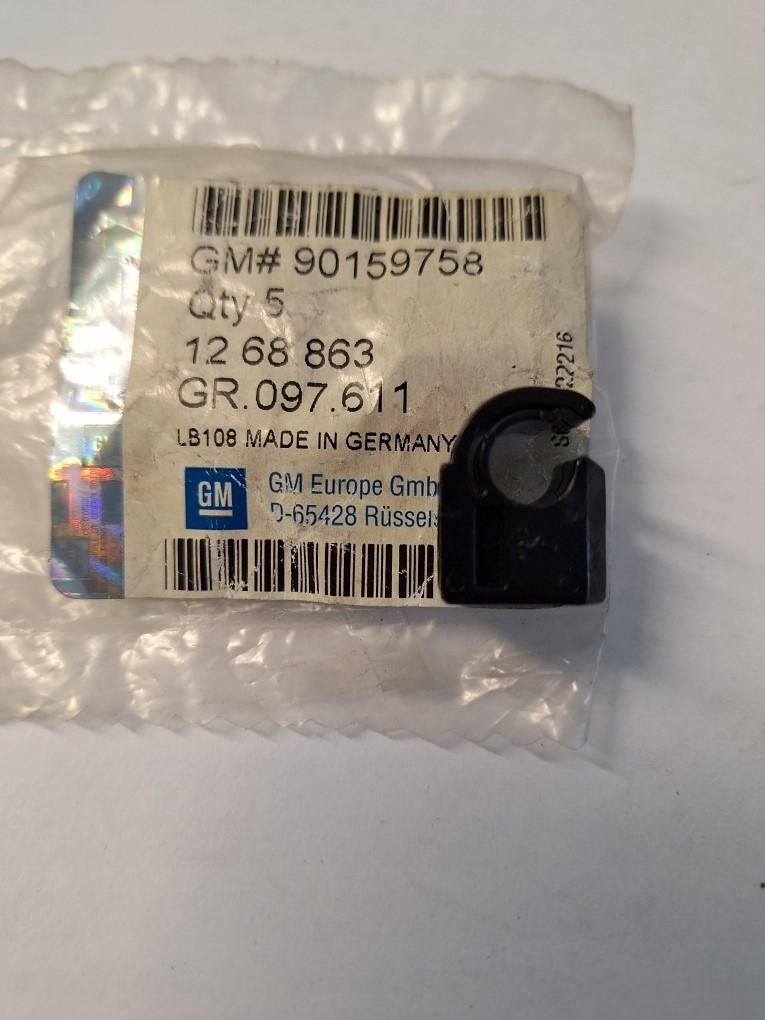 GM# 90159758
Qty 5
12 68 863
GR.097.611
LB108 MADE IN GERMANY
GM
GM Europe Gmb
D-65428 Rüssels
22216